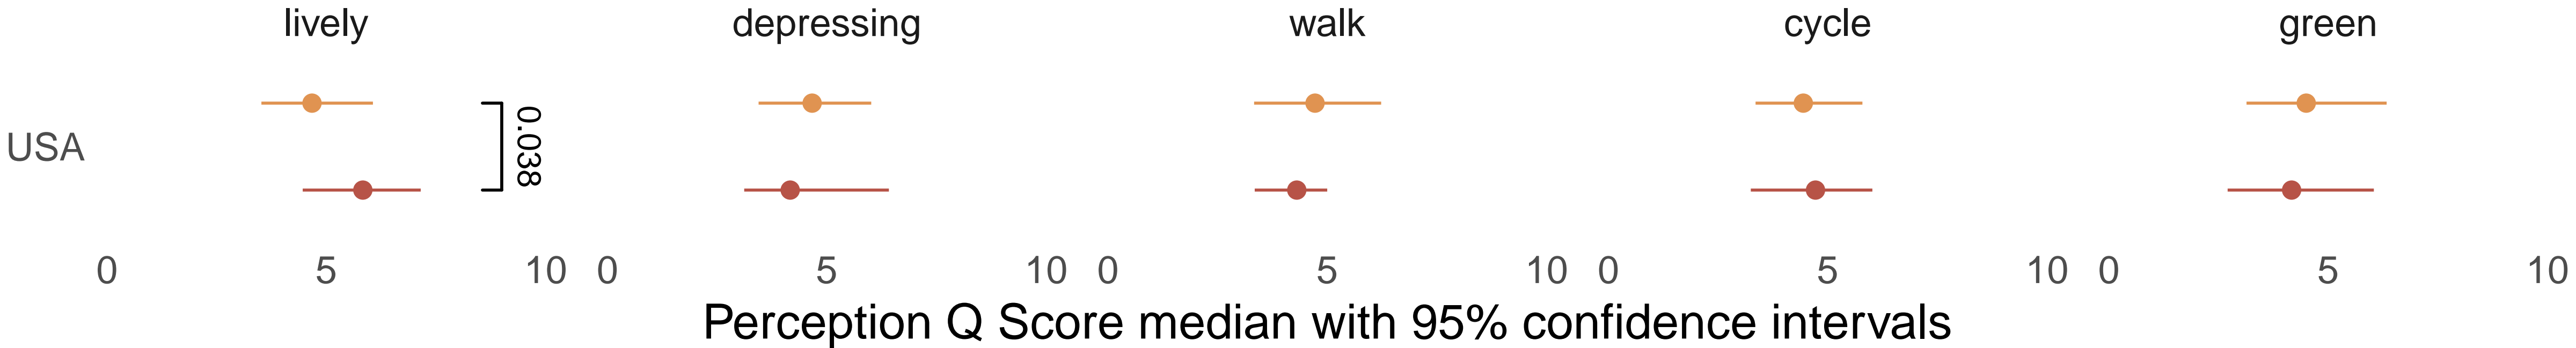 lively depressing walk cycle green
0.038
USA
0 5 10 0 5 10 0 5 10 0 5 10 0 5 10
Perception Q Score median with 95% confidence intervals